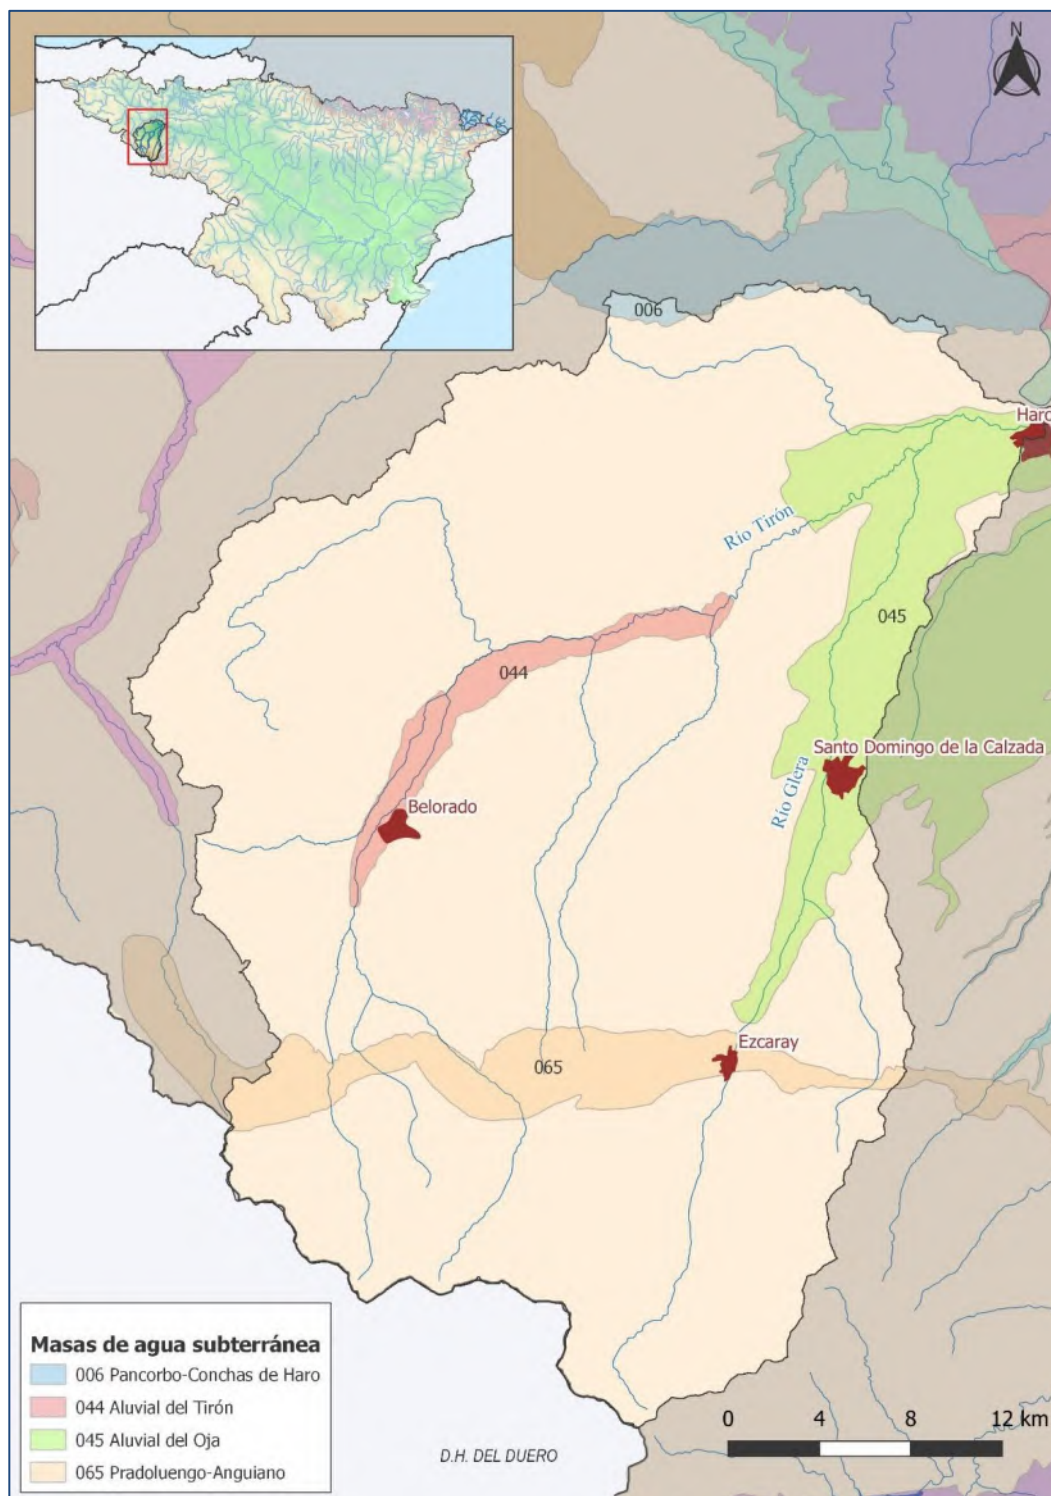 N
006
Haro
Río Tirón
045
044
Santo Domingo de la Calzada
Río Glera
Belorado
Ezcaray
065
Masas de agua subterránea
006 Pancorbo-Conchas de Haro
044 Aluvial del Tirón
045 Aluvial del Oja
065 Pradoluengo-Anguiano
0 4 8 12 km
D.H. DEL DUERO